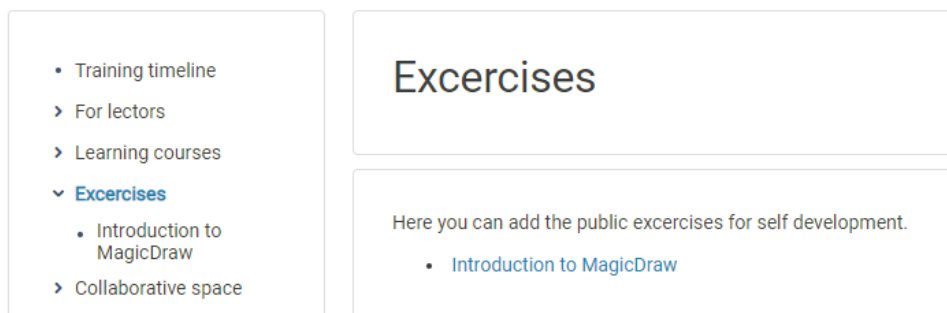 Training timeline
For lectors
Learning courses
Excercises
Introduction to
MagicDraw
Collaborative space
Excercises
Here you can add the public excercises for self development.
Introduction to MagicDraw